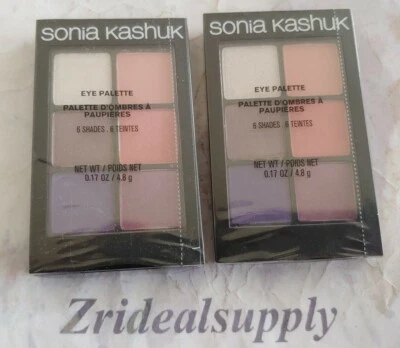 sonia kashuk
EYE PALETTE
PALETTE D'OMBRES À
PAUPIÈRES
6 SHADES . 6 TEINTES
NET WT / POIDS NET
0.17 OZ / 4.8 g
sonia kashuk
EYE PALETTE
PALETTE D'OMBRES À
PAUPIÈRES
6 SHADES . 6 TEINTES
NET WT / POIDS NET
0.17 OZ / 4.8 g
Zridealsupply